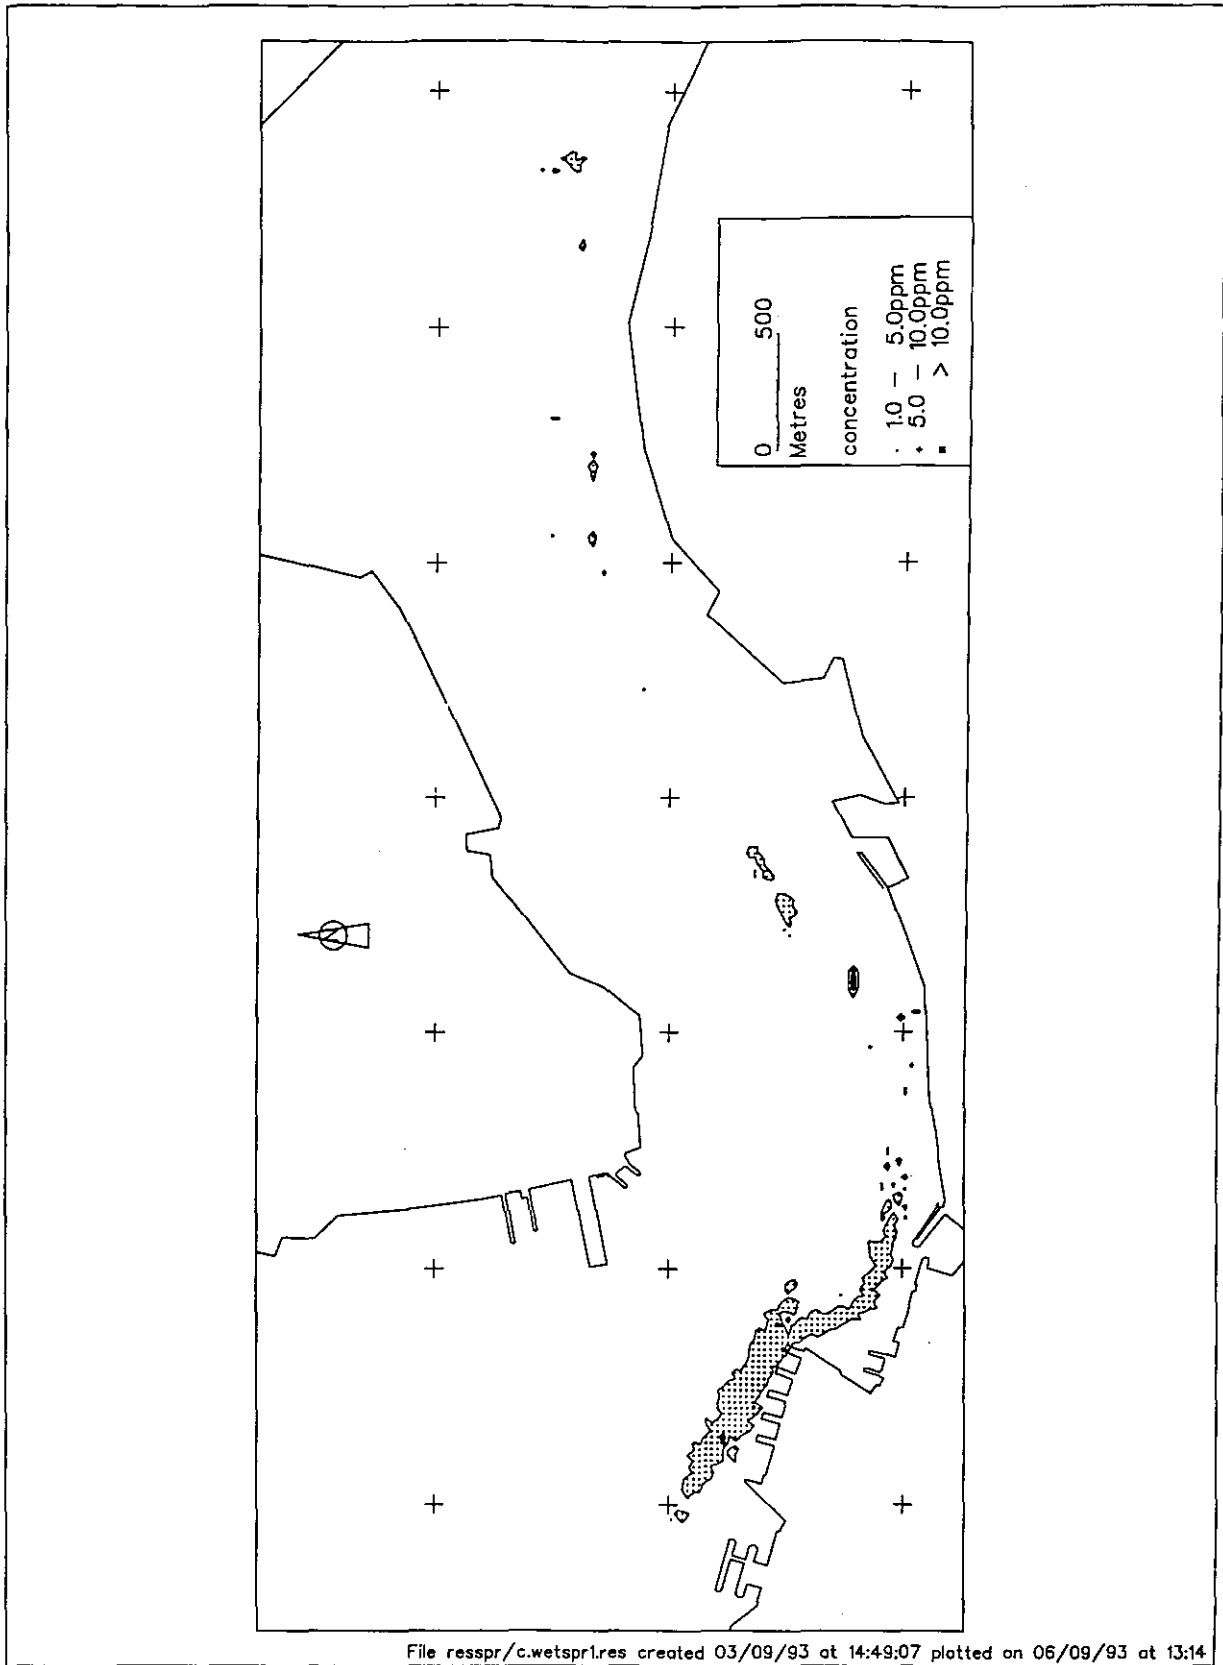 0 500
Metres
concentration
· 1.0 — 5.0ppm
+ 5.0 — 10.0ppm
▪ > 10.0ppm
N
File resspr/c.wetspr1.res created 03/09/93 at 14:49:07 plotted on 06/09/93 at 13:14